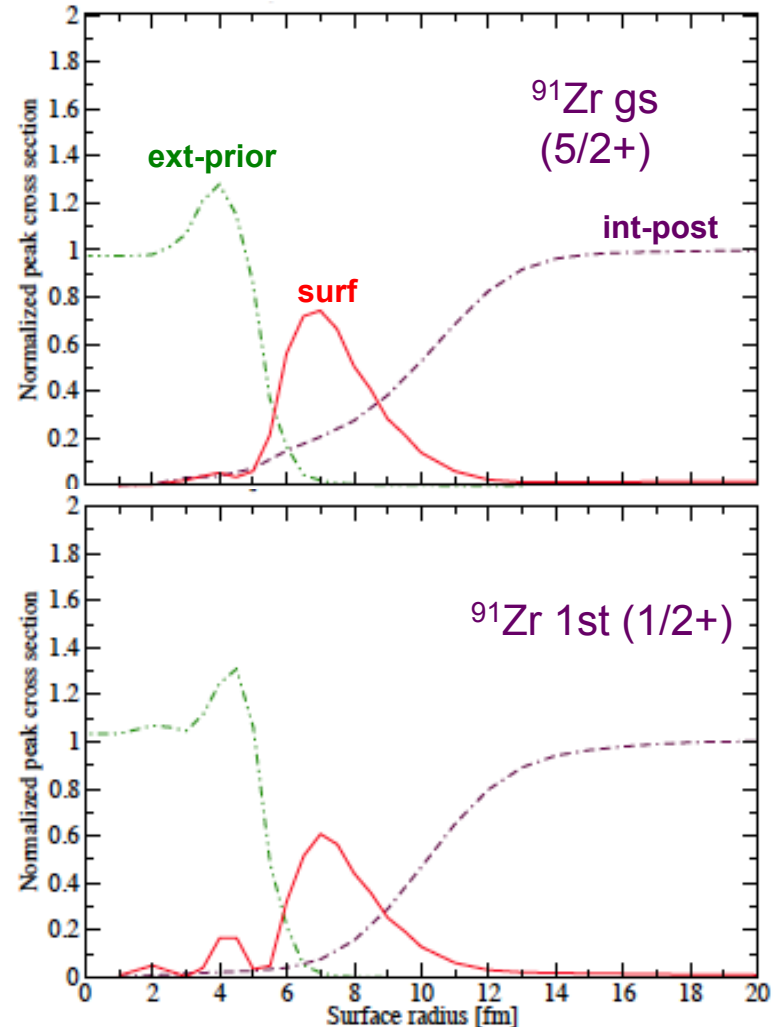 2
1.8
⁹¹Zr gs
1.6
(5/2+)
ext-prior
1.4
1.2
int-post
1
surf
0.8
0.6
0.4
0.2
0
Normalized peak cross section
2
1.8
1.6
⁹¹Zr 1st (1/2+)
1.4
1.2
1
0.8
0.6
0.4
0.2
0
Normalized peak cross section
0 2 4 6 8 10 12 14 16 18 20
Surface radius [fm]